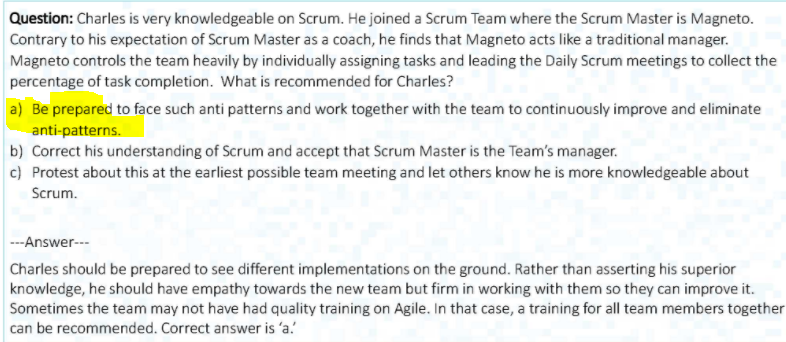 Question: Charles is very knowledgeable on Scrum. He joined a Scrum Team where the Scrum Master is Magneto.
Contrary to his expectation of Scrum Master as a coach, he finds that Magneto acts like a traditional manager.
Magneto controls the team heavily by individually assigning tasks and leading the Daily Scrum meetings to collect the
percentage of task completion. What is recommended for Charles?
a) Be prepared to face such anti patterns and work together with the team to continuously improve and eliminate
anti-patterns.
b) Correct his understanding of Scrum and accept that Scrum Master is the Team's manager.
c) Protest about this at the earliest possible team meeting and let others know he is more knowledgeable about
Scrum.
---Answer---
Charles should be prepared to see different implementations on the ground. Rather than asserting his superior
knowledge, he should have empathy towards the new team but firm in working with them so they can improve it.
Sometimes the team may not have had quality training on Agile. In that case, a training for all team members together
can be recommended. Correct answer is ‘a.’